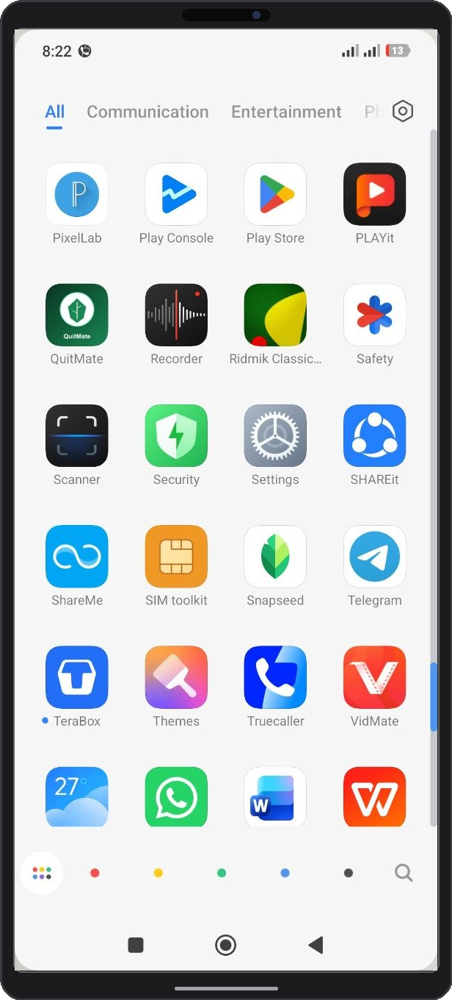 8:22
13
All Communication Entertainment Ph
PixelLab Play Console Play Store PLAYit
QuitMate
QuitMate Recorder Ridmik Classic... Safety
Scanner Security Settings SHAREit
ShareMe SIM toolkit Snapseed Telegram
TeraBox Themes Truecaller VidMate
27°
W